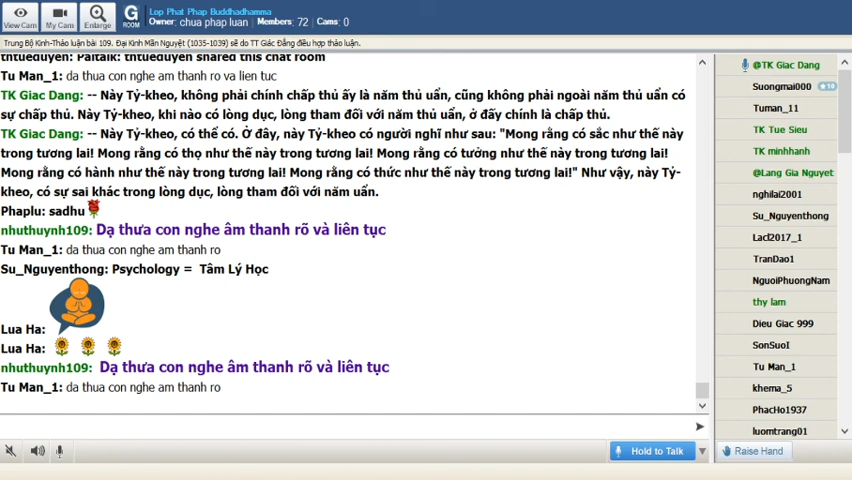 View Cam
My Cam
Enlarge
G
ROOM
Lop Phat Phap Buddhadhamma
Owner: chua phap luan Members: 72 Cams: 0
Trung Bộ Kinh-Thảo luận bài 109. Đại Kinh Mãn Nguyệt (1035-1039) sẽ do TT Giác Đẳng điều hợp thảo luận.
thtueduyen: Paltalk: thtueduyen shared this chat room
Tu Man_1: da thua con nghe am thanh ro va lien tuc
TK Giac Dang: -- Này Tỷ-kheo, không phải chính chấp thủ ấy là năm thủ uẩn, cũng không phải ngoài năm thủ uẩn có
sự chấp thủ. Này Tỷ-kheo, khi nào có lòng dục, lòng tham đối với năm thủ uẩn, ở đấy chính là chấp thủ.
TK Giac Dang: -- Này Tỷ-kheo, có thể có. Ở đây, này Tỷ-kheo có người nghĩ như sau: "Mong rằng có sắc như thế này
trong tương lai! Mong rằng có thọ như thế này trong tương lai! Mong rằng có tưởng như thế này trong tương lai!
Mong rằng có hành như thế này trong tương lai! Mong rằng có thức như thế này trong tương lai!" Như vậy, này Tỷ-
kheo, có sự sai khác trong lòng dục, lòng tham đối với năm uẩn.
Phaplu: sadhu
nhuthuynh109: Dạ thưa con nghe âm thanh rõ và liên tục
Tu Man_1: da thua con nghe am thanh ro
Su_Nguyenthong: Psychology = Tâm Lý Học
Lua Ha:
Lua Ha:
nhuthuynh109: Dạ thưa con nghe âm thanh rõ và liên tục
Tu Man_1: da thua con nghe am thanh ro
Hold to Talk
@TK Giac Dang
Suongmai000
10
Tuman_11
TK Tue Sieu
TK minhhanh
@Lang Gia Nguyet
nghilai2001
Su_Nguyenthong
Lacl2017_1
TranDao1
NguoiPhuongNam
thy lam
Dieu Giac 999
SonSuoI
Tu Man_1
khema_5
PhacHo1937
luomtrang01
Raise Hand